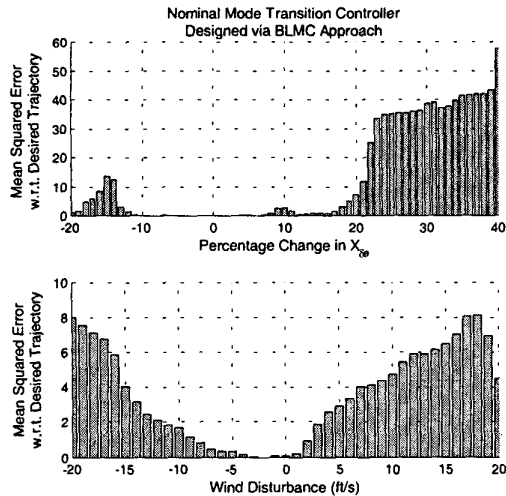 Nominal Mode Transition Controller
Designed via BLMC Approach
Mean Squared Error
w.r.t. Desired Trajectory
60
50
40
30
20
10
0
-20 -10 0 10 20 30 40
Percentage Change in X_δe
Mean Squared Error
w.r.t. Desired Trajectory
10
8
6
4
2
0
-20 -15 -10 -5 0 5 10 15 20
Wind Disturbance (ft/s)